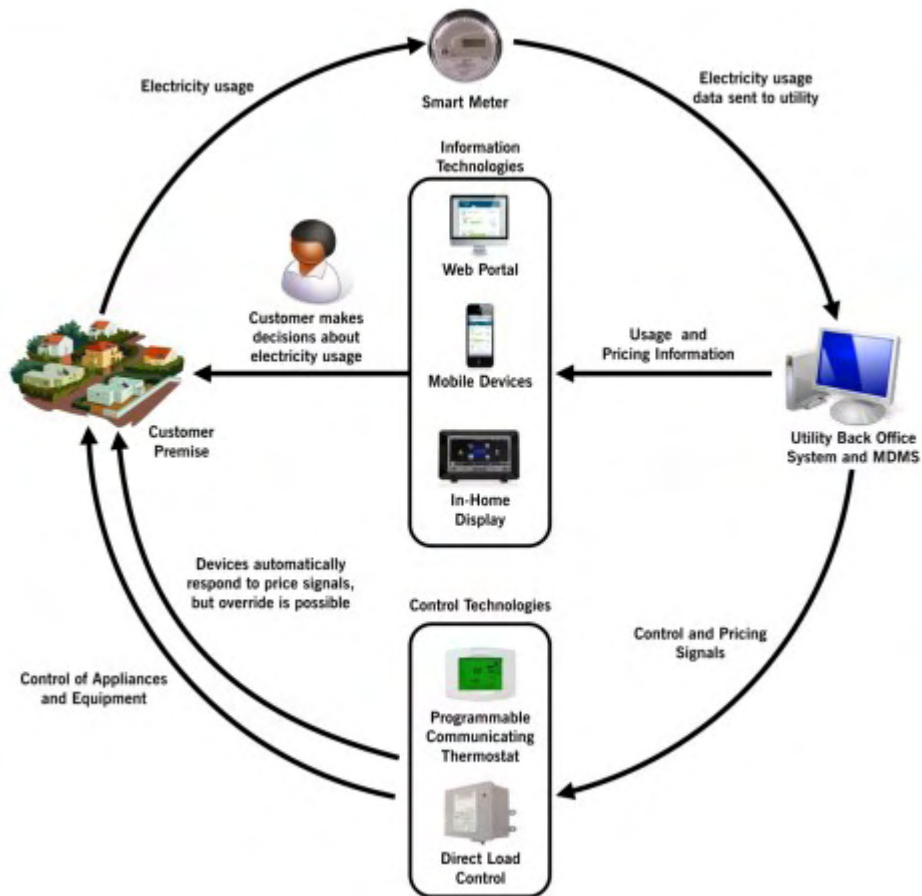 Electricity usage
Smart Meter
Electricity usage
data sent to utility
Information
Technologies
Web Portal
Customer makes
decisions about
electricity usage
Mobile Devices
Usage and
Pricing Information
Customer
Premise
Utility Back Office
System and MDMS
In-Home
Display
Devices automatically
respond to price signals,
but override is possible
Control Technologies
Control and Pricing
Signals
Control of Appliances
and Equipment
Programmable
Communicating
Thermostat
Direct Load
Control